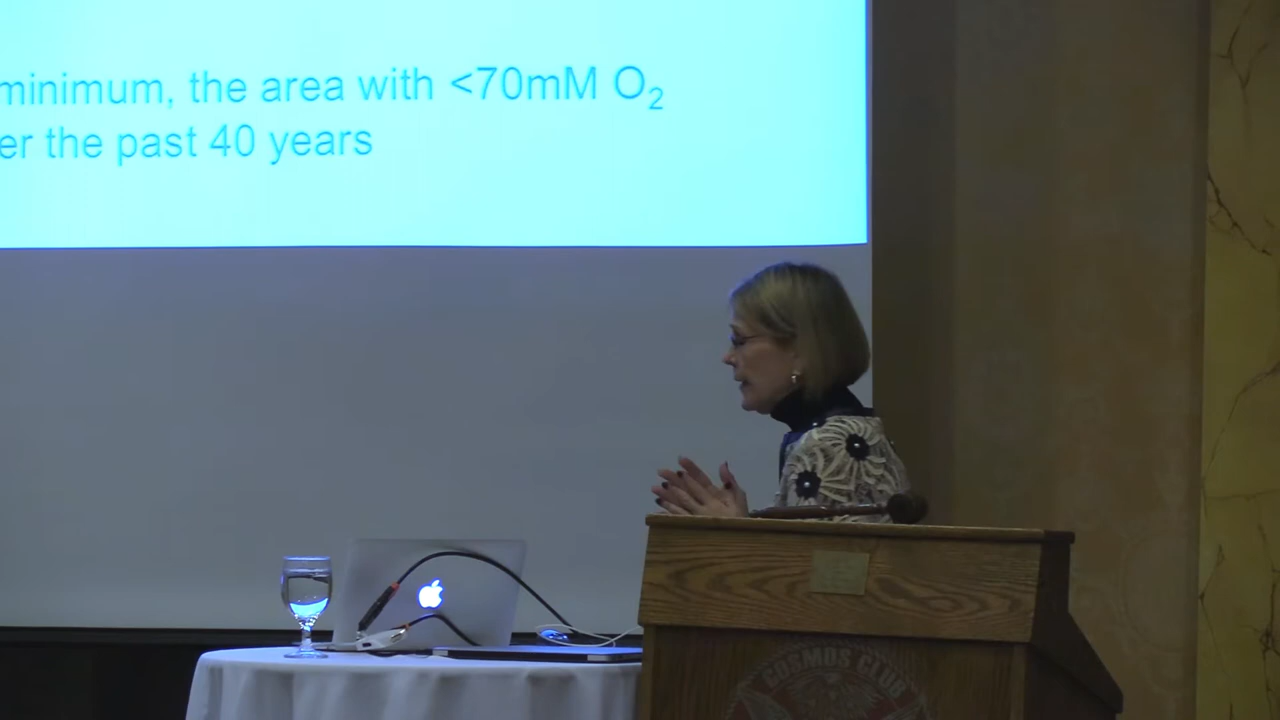 minimum, the area with <70mM O₂
er the past 40 years
COSMOS CLUB